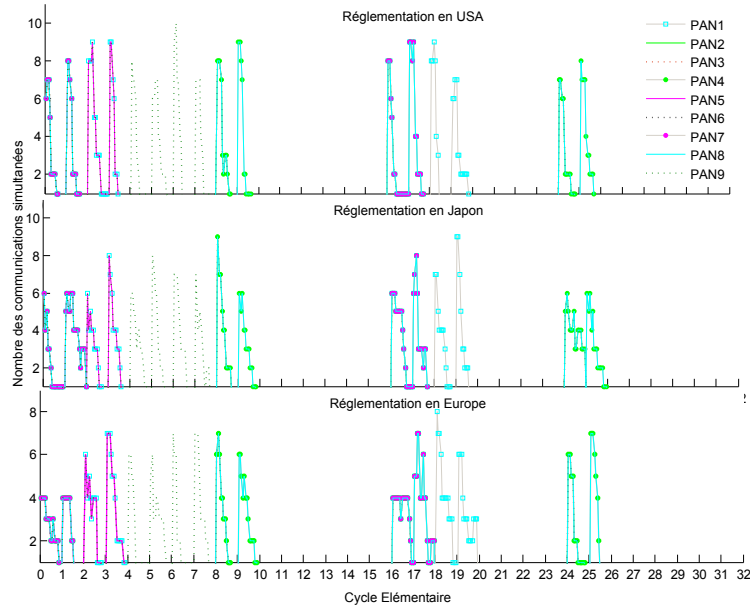 Réglementation en USA
10
8
6
4
2
PAN1
PAN2
PAN3
PAN4
PAN5
PAN6
PAN7
PAN8
PAN9
Nombre des communications simultanées
Réglementation en Japon
10
8
6
4
2
2
Réglementation en Europe
8
6
4
2
0 1 2 3 4 5 6 7 8 9 10 11 12 13 14 15 16 17 18 19 20 21 22 23 24 25 26 27 28 29 30 31 32
Cycle Elémentaire